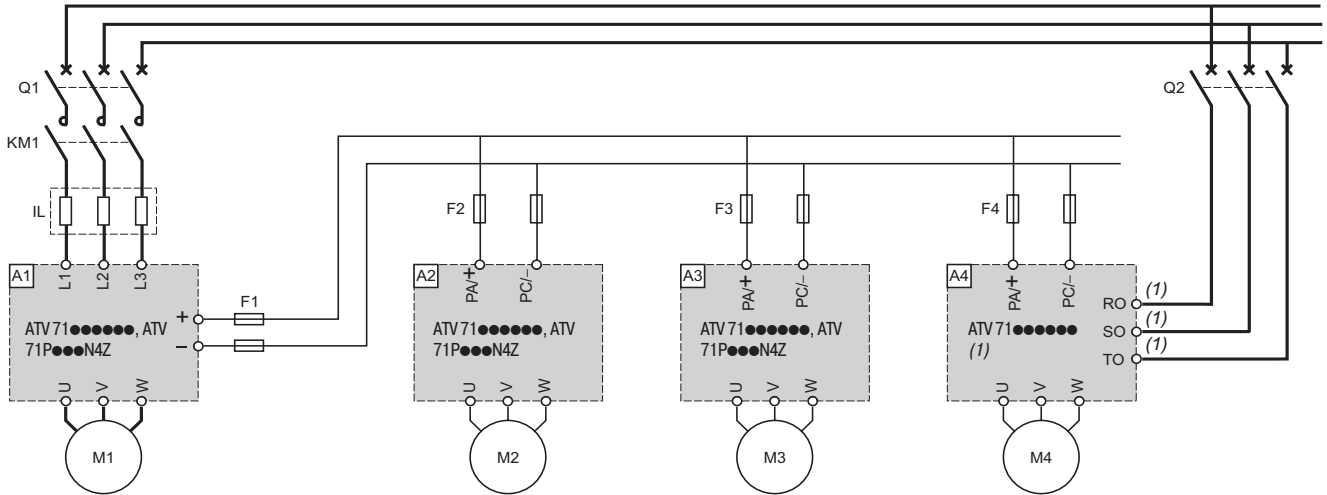 Q1
Q2
KM1
IL
F2
F3
F4
A1
L1
L2
L3
A2
PA/+
PC/–
A3
PA/+
PC/–
A4
PA/+
PC/–
F1
+
–
RO
(1)
SO
(1)
TO
(1)
ATV 71●●●●●●, ATV
71P●●●N4Z
ATV 71●●●●●●, ATV
71P●●●N4Z
ATV 71●●●●●●, ATV
71P●●●N4Z
ATV 71●●●●●●
(1)
U
V
W
U
V
W
U
V
W
U
V
W
M1
M2
M3
M4